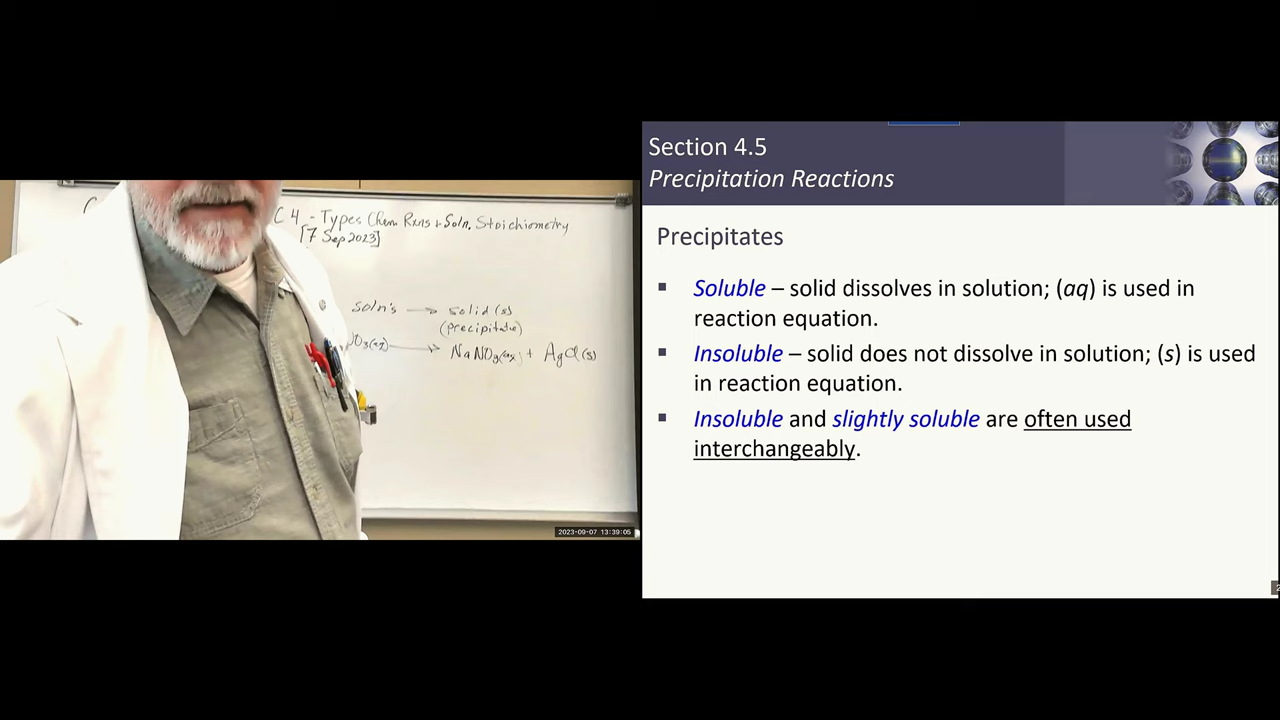 C 4 - Types Chem Rxns + Soln. Stoichiometry
[7 Sep 2023]
soln's → solid (s)
(precipitate)
O3(aq) → NaNO3(aq) + AgCl(s)
2023-09-07 13:39:05
Section 4.5
Precipitation Reactions
Precipitates
▪ Soluble – solid dissolves in solution; (aq) is used in
reaction equation.
▪ Insoluble – solid does not dissolve in solution; (s) is used
in reaction equation.
▪ Insoluble and slightly soluble are often used
interchangeably.